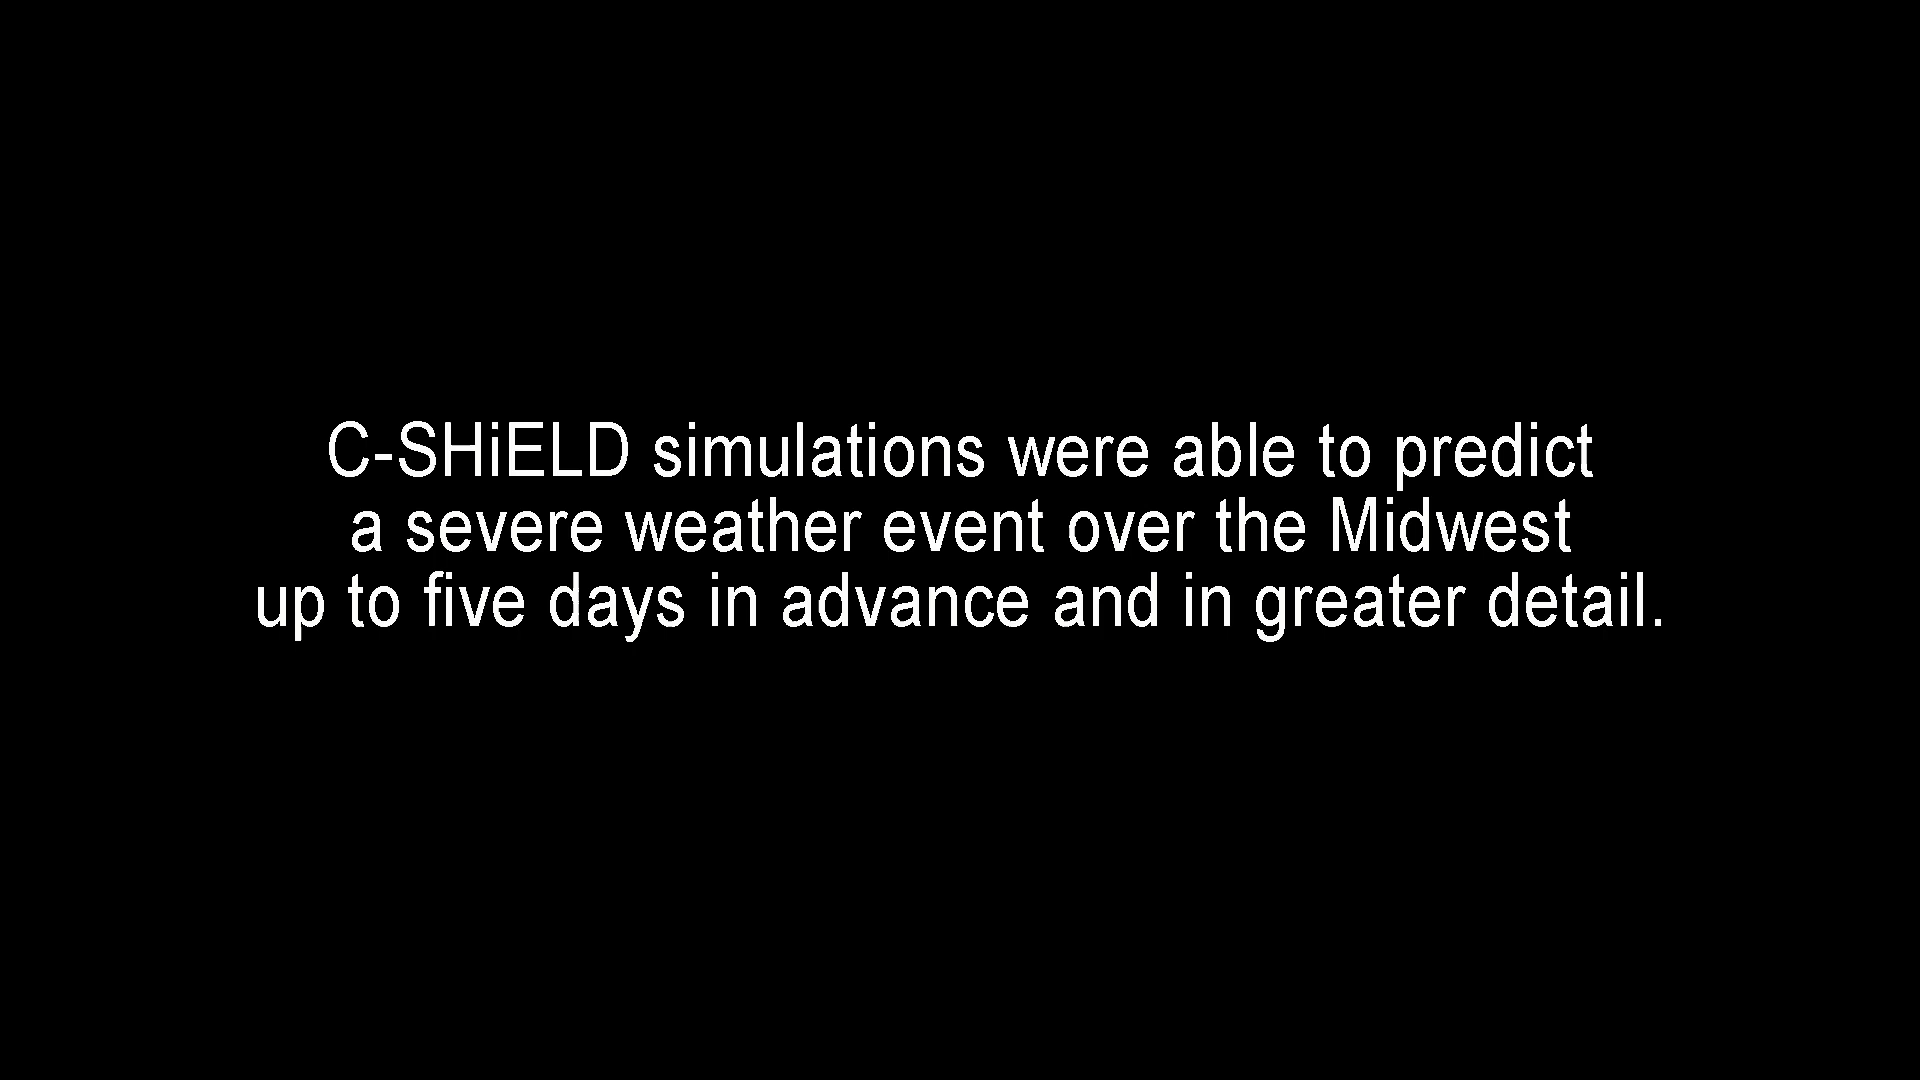 C-SHiELD simulations were able to predict
a severe weather event over the Midwest
up to five days in advance and in greater detail.